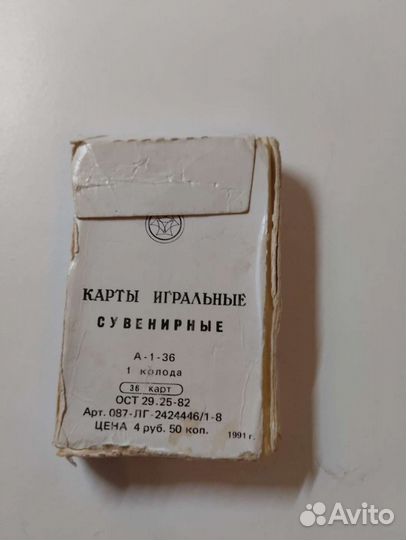 КАРТЫ ИГРАЛЬНЫЕ
СУВЕНИРНЫЕ
А-1-36
1 колода
36 карт
ОСТ 29.25-82
Арт. 087-ЛГ-2424446/1-8
ЦЕНА 4 руб. 50 коп.
1991 г.
Avito